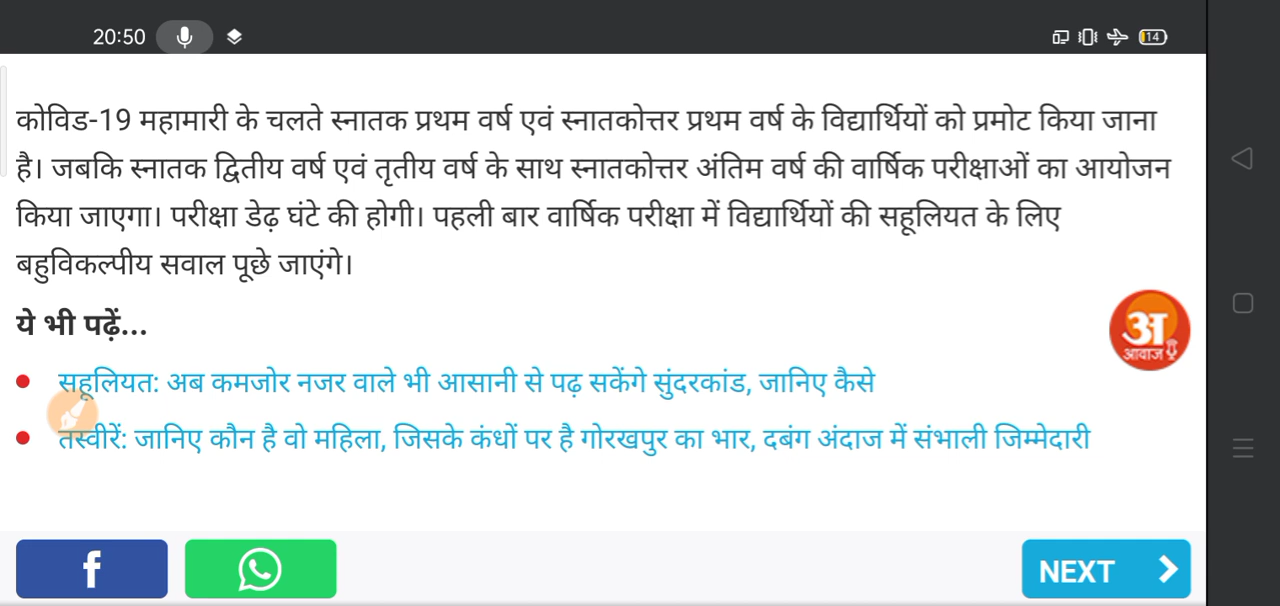 20:50
14
कोविड-19 महामारी के चलते स्नातक प्रथम वर्ष एवं स्नातकोत्तर प्रथम वर्ष के विद्यार्थियों को प्रमोट किया जाना
है। जबकि स्नातक द्वितीय वर्ष एवं तृतीय वर्ष के साथ स्नातकोत्तर अंतिम वर्ष की वार्षिक परीक्षाओं का आयोजन
किया जाएगा। परीक्षा डेढ़ घंटे की होगी। पहली बार वार्षिक परीक्षा में विद्यार्थियों की सहूलियत के लिए
बहुविकल्पीय सवाल पूछे जाएंगे।
ये भी पढ़ें...
अ
आवाज
सहूलियत: अब कमजोर नजर वाले भी आसानी से पढ़ सकेंगे सुंदरकांड, जानिए कैसे
तस्वीरें: जानिए कौन है वो महिला, जिसके कंधों पर है गोरखपुर का भार, दबंग अंदाज में संभाली जिम्मेदारी
f
NEXT